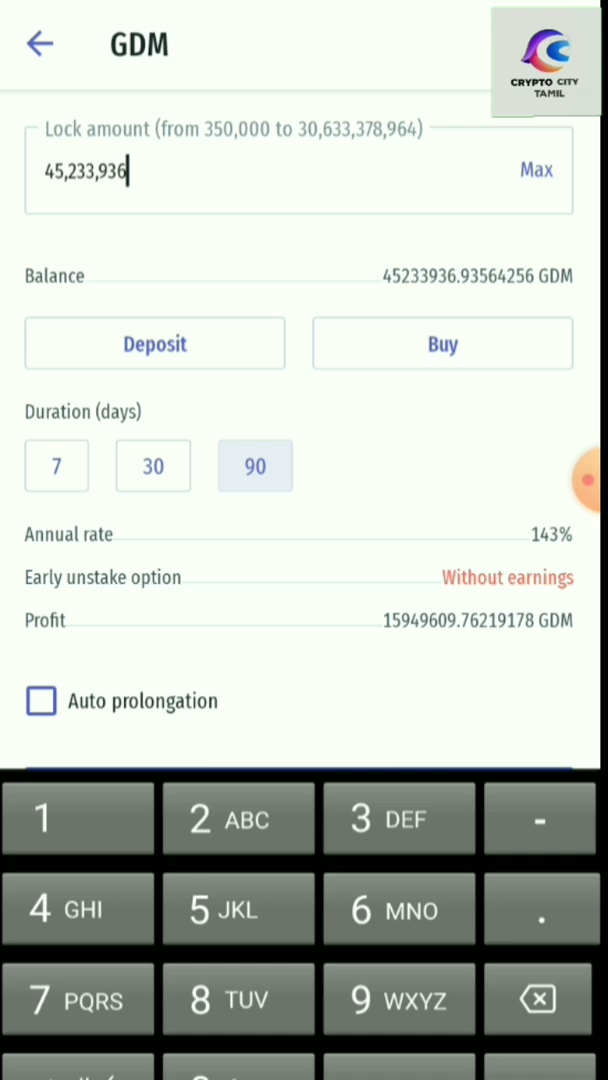 GDM
CRYPTO CITY
TAMIL
Lock amount (from 350,000 to 30,633,378,964)
45,233,936
Max
Balance 45233936.93564256 GDM
Deposit
Buy
Duration (days)
7 30 90
Annual rate 143%
Early unstake option Without earnings
Profit 15949609.76219178 GDM
Auto prolongation
1 2 ABC 3 DEF -
4 GHI 5 JKL 6 MNO .
7 PQRS 8 TUV 9 WXYZ